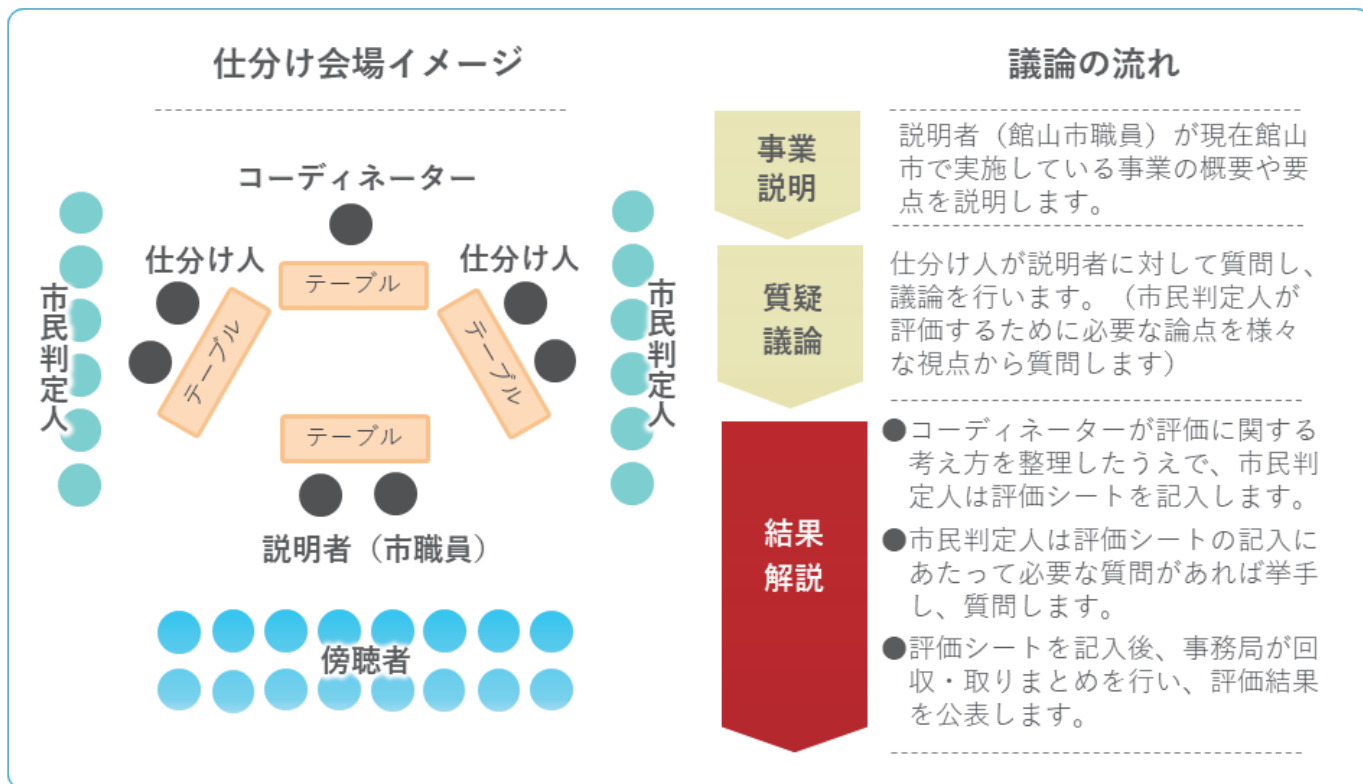 仕分け会場イメージ
コーディネーター
仕分け人
仕分け人
テーブル
テーブル
テーブル
市民判定人
市民判定人
テーブル
説明者（市職員）
傍聴者
議論の流れ
事業
説明
説明者（館山市職員）が現在館山
市で実施している事業の概要や要
点を説明します。
質疑
議論
仕分け人が説明者に対して質問し、
議論を行います。（市民判定人が
評価するために必要な論点を様々
な視点から質問します）
結果
解説
●コーディネーターが評価に関する
考え方を整理したうえで、市民判
定人は評価シートを記入します。
●市民判定人は評価シートの記入に
あたって必要な質問があれば挙手
し、質問します。
●評価シートを記入後、事務局が回
収・取りまとめを行い、評価結果
を公表します。